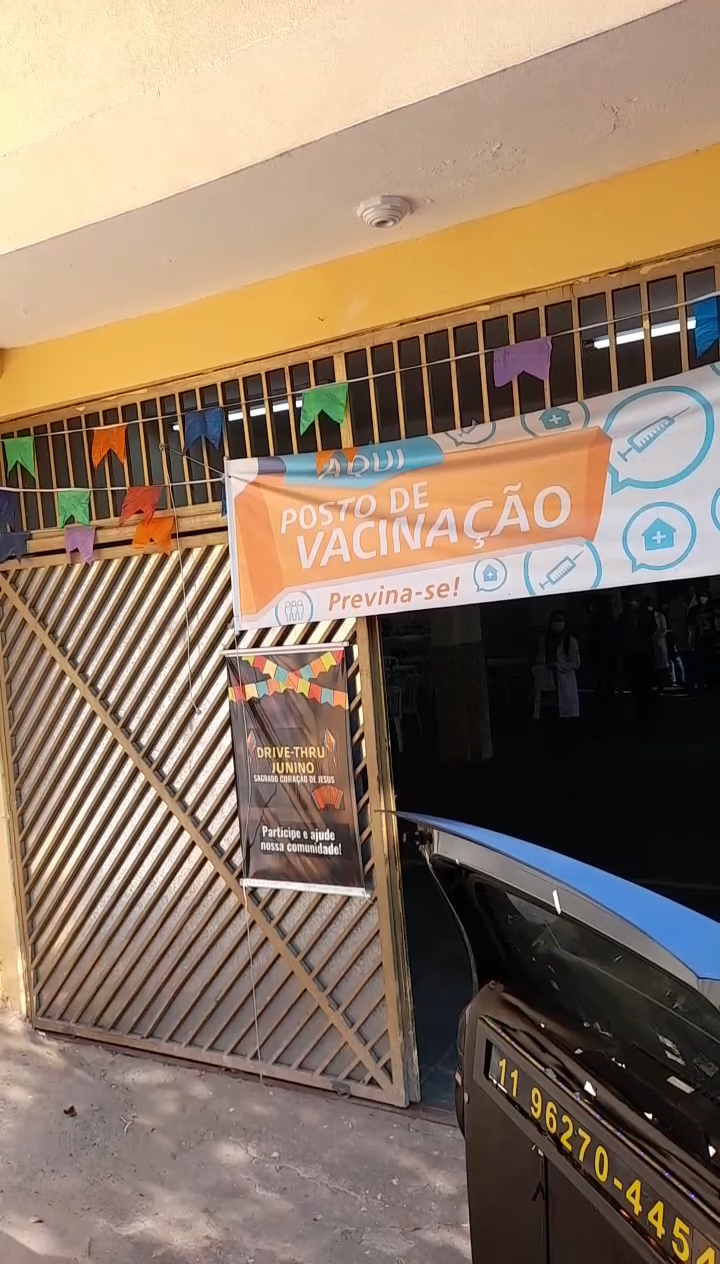 AQUI
POSTO DE
VACINAÇÃO
Previna-se!
DRIVE-THRU
JUNINO
SAGRADO CORAÇÃO DE JESUS
Participe e ajude
nossa comunidade!
11 96270-4454